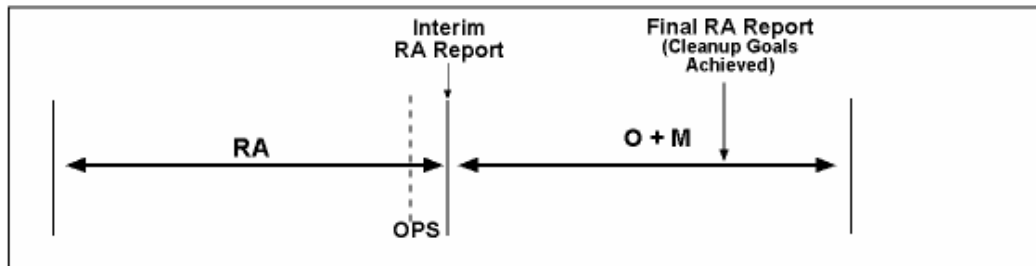 Interim
RA Report
Final RA Report
(Cleanup Goals
Achieved)
RA
O + M
OPS